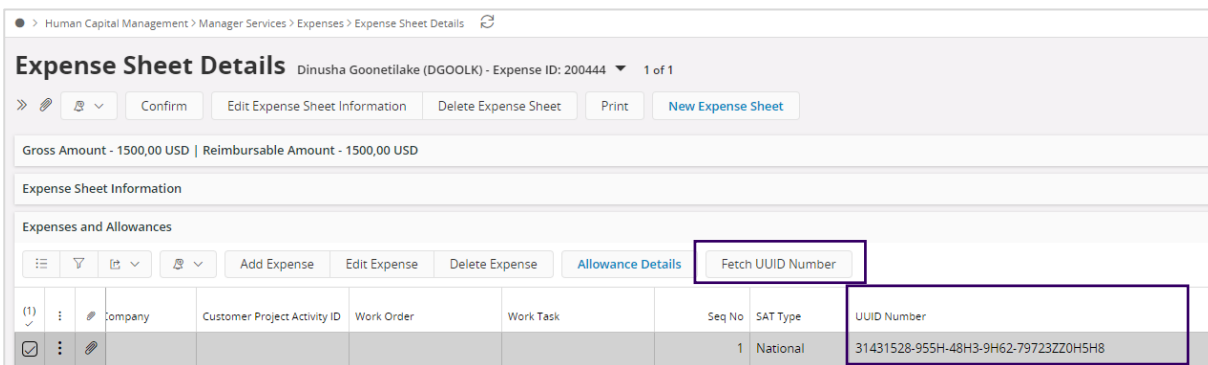 Human Capital Management > Manager Services > Expenses > Expense Sheet Details
Expense Sheet Details Dinusha Goonetilake (DGOOLK) - Expense ID: 200444 1 of 1
Confirm Edit Expense Sheet Information Delete Expense Sheet Print New Expense Sheet
Gross Amount - 1500,00 USD | Reimbursable Amount - 1500,00 USD
Expense Sheet Information
Expenses and Allowances
Add Expense Edit Expense Delete Expense Allowance Details Fetch UUID Number
(1) Company Customer Project Activity ID Work Order Work Task Seq No SAT Type UUID Number
1 National 31431528-955H-48H3-9H62-79723ZZ0H5H8